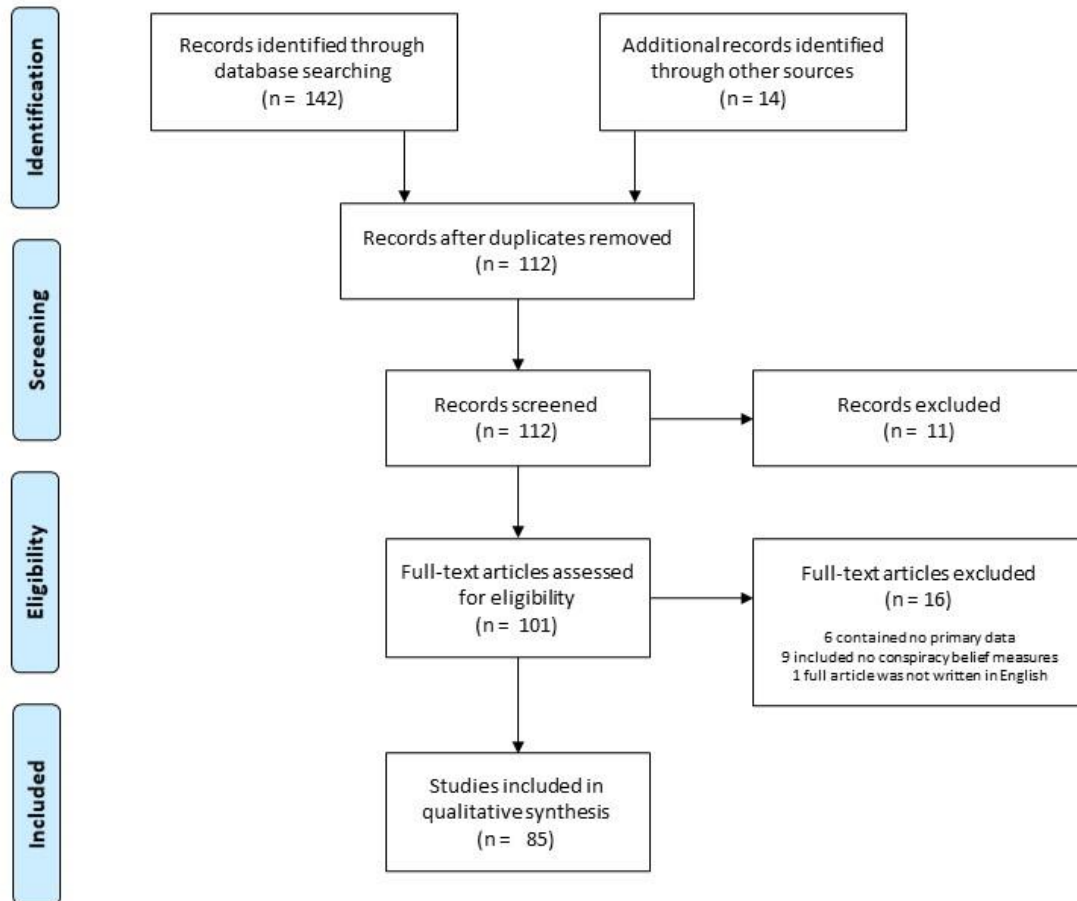 Identification
Records identified through
database searching
(n = 142)
Additional records identified
through other sources
(n = 14)
Records after duplicates removed
(n = 112)
Screening
Records screened
(n = 112)
Records excluded
(n = 11)
Eligibility
Full-text articles assessed
for eligibility
(n = 101)
Full-text articles excluded
(n = 16)
6 contained no primary data
9 included no conspiracy belief measures
1 full article was not written in English
Included
Studies included in
qualitative synthesis
(n = 85)